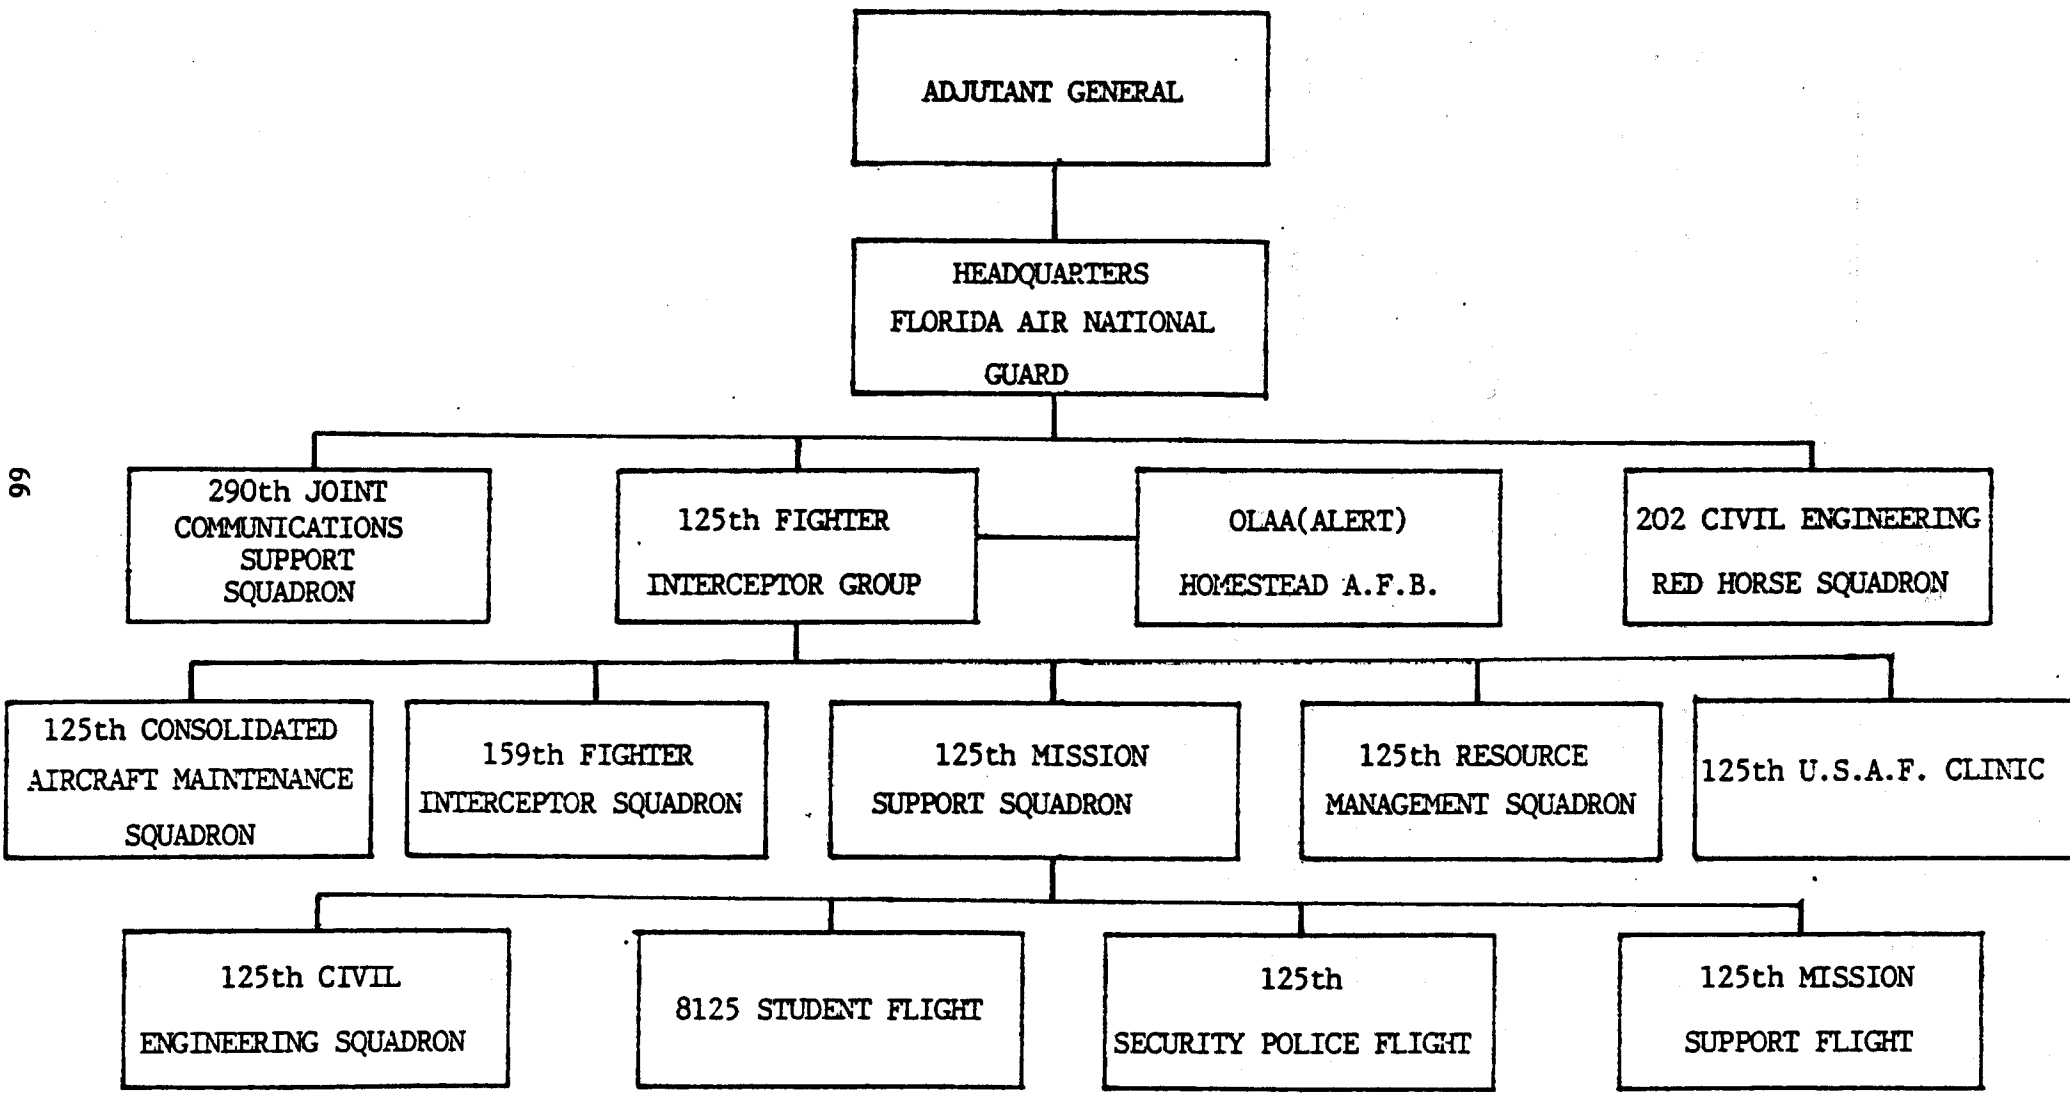 ADJUTANT GENERAL
HEADQUARTERS
FLORIDA AIR NATIONAL
GUARD
290th JOINT
COMMUNICATIONS
SUPPORT
SQUADRON
125th FIGHTER
INTERCEPTOR GROUP
OLAA(ALERT)
HOMESTEAD A.F.B.
202 CIVIL ENGINEERING
RED HORSE SQUADRON
125th CONSOLIDATED
AIRCRAFT MAINTENANCE
SQUADRON
159th FIGHTER
INTERCEPTOR SQUADRON
125th MISSION
SUPPORT SQUADRON
125th RESOURCE
MANAGEMENT SQUADRON
125th U.S.A.F. CLINIC
125th CIVIL
ENGINEERING SQUADRON
8125 STUDENT FLIGHT
125th
SECURITY POLICE FLIGHT
125th MISSION
SUPPORT FLIGHT
66